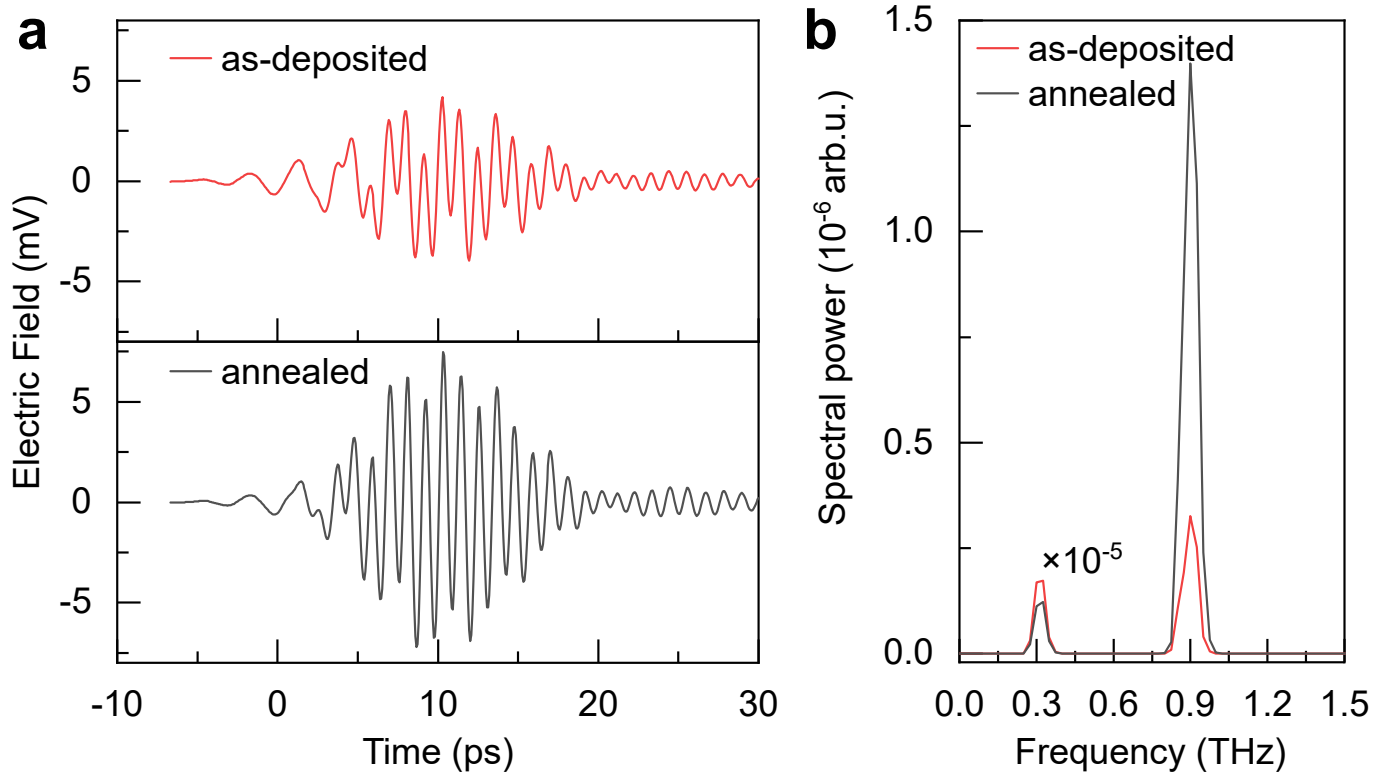 a
as-deposited
5
0
-5
annealed
5
0
-5
-10
0
10
20
30
Time (ps)
Electric Field (mV)
b
1.5
as-deposited
annealed
1.0
0.5
×10⁻⁵
0.0
0.0
0.3
0.6
0.9
1.2
1.5
Frequency (THz)
Spectral power (10⁻⁶ arb.u.)